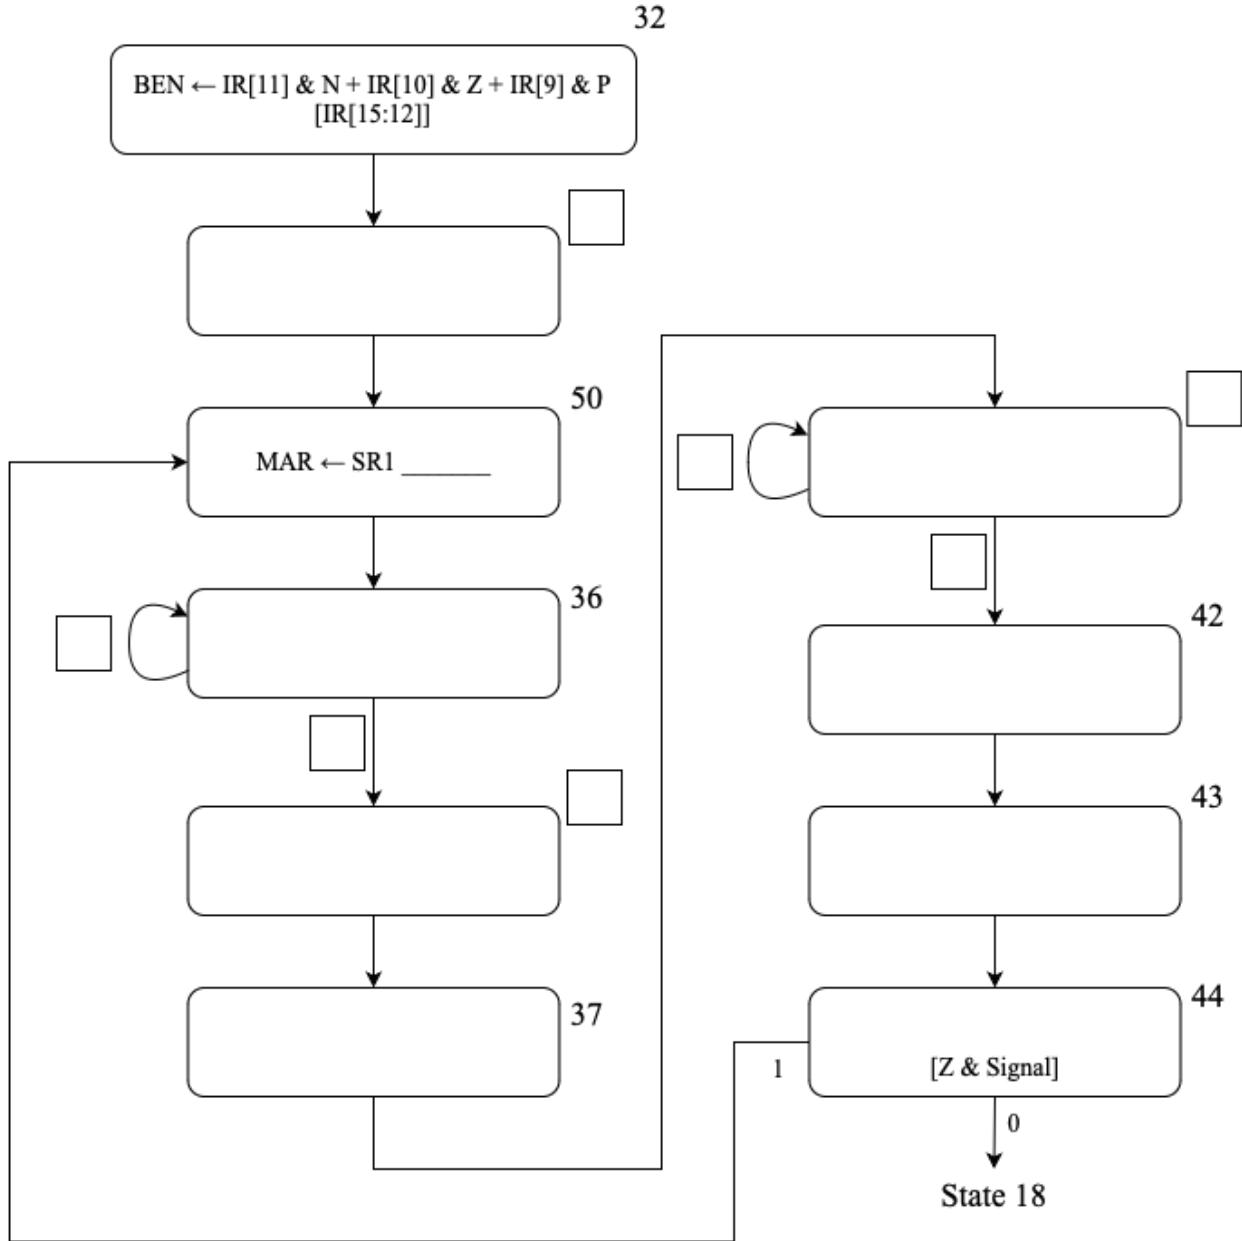 32
BEN ← IR[11] & N + IR[10] & Z + IR[9] & P
[IR[15:12]]
50
MAR ← SR1 _______
36
37
42
43
44
[Z & Signal]
1
0
State 18